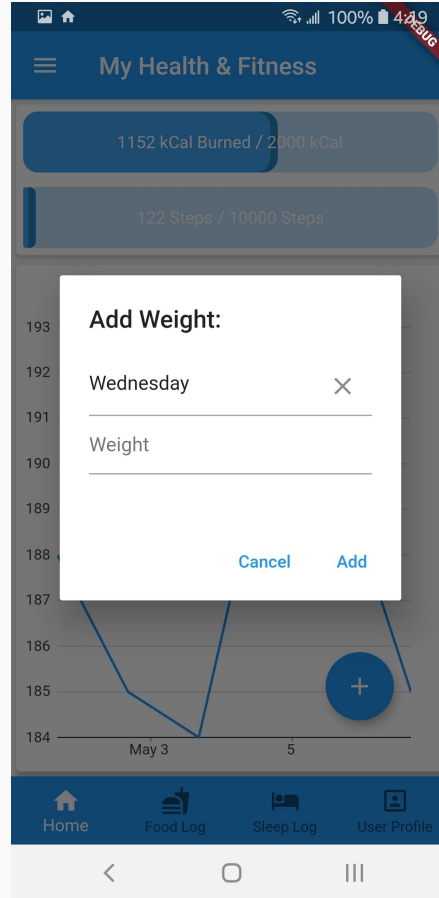 100% 4:19
DEBUG
My Health & Fitness
1152 kCal Burned / 2000 kCal
122 Steps / 10000 Steps
Add Weight:
Wednesday
Weight
Cancel Add
193
192
191
190
189
188
187
186
185
184
May 3 5
Home Food Log Sleep Log User Profile